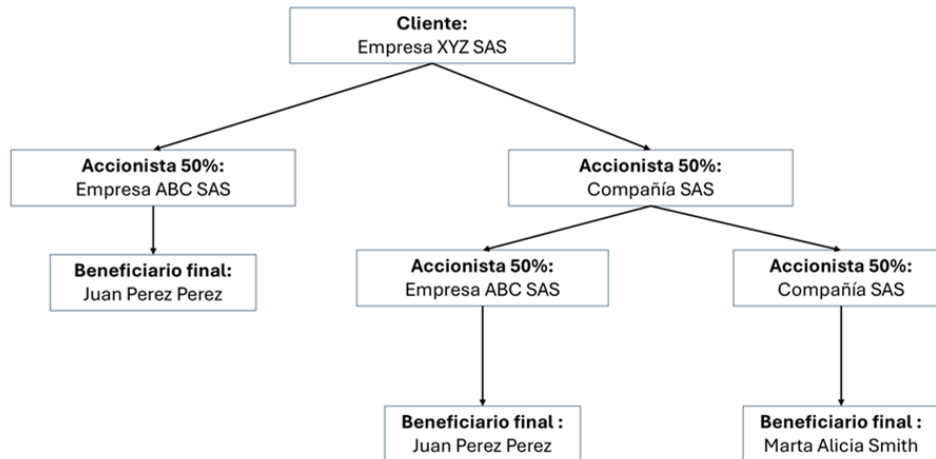 Cliente:
Empresa XYZ SAS
Accionista 50%:
Empresa ABC SAS
Accionista 50%:
Compañía SAS
Beneficiario final:
Juan Perez Perez
Accionista 50%:
Empresa ABC SAS
Accionista 50%:
Compañía SAS
Beneficiario final :
Juan Perez Perez
Beneficiario final :
Marta Alicia Smith